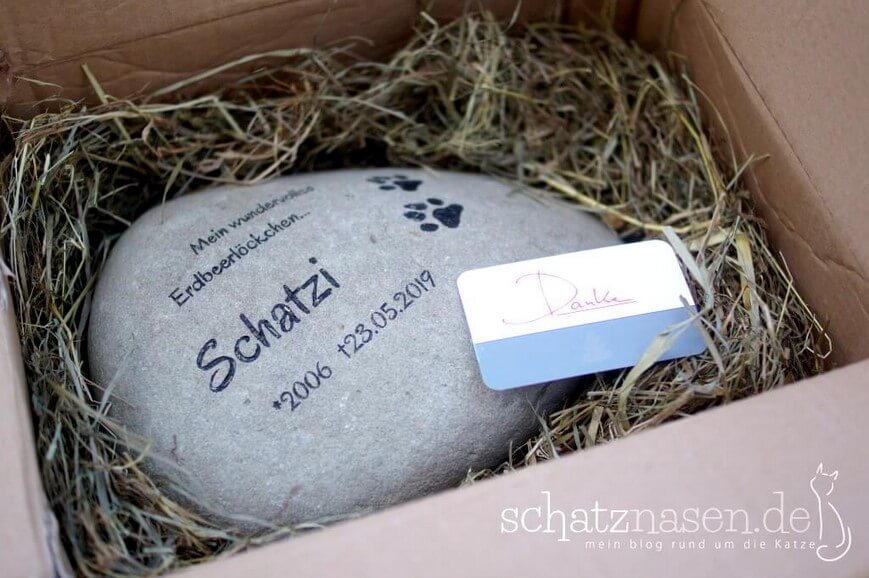 Mein wundervolles
Erdbeerlöckchen...
Schatzi
*2006 †23.05.2019
Danke
schatznasen.de
mein blog rund um die Katze